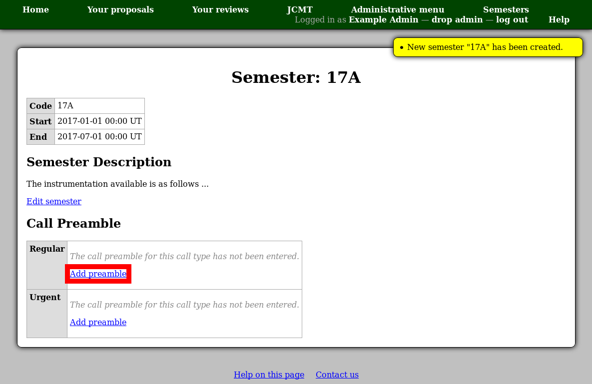 Home Your proposals Your reviews JCMT Administrative menu Semesters
Logged in as Example Admin — drop admin — log out Help
New semester "17A" has been created.
Semester: 17A
Code 17A
Start 2017-01-01 00:00 UT
End 2017-07-01 00:00 UT
Semester Description
The instrumentation available is as follows ...
Edit semester
Call Preamble
Regular
The call preamble for this call type has not been entered.
Add preamble
Urgent
The call preamble for this call type has not been entered.
Add preamble
Help on this page Contact us